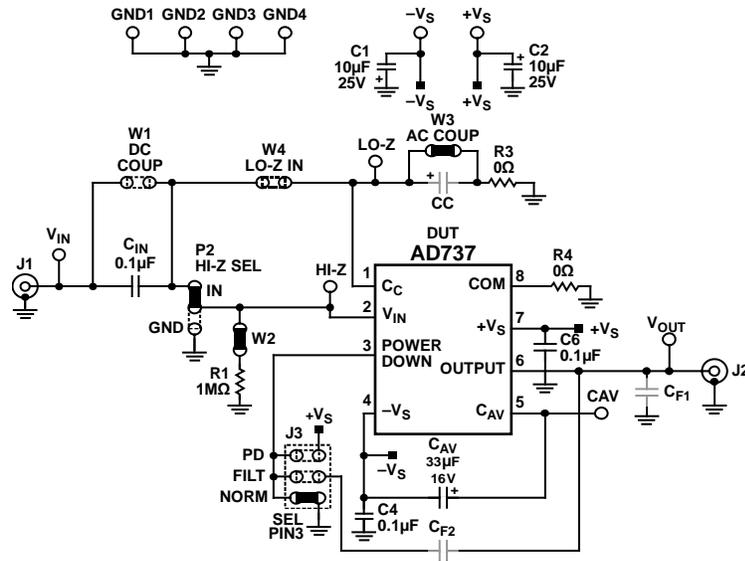 GND1 GND2 GND3 GND4
–VS +VS
C1
10µF
25V
C2
10µF
25V
+
+
–VS +VS
W3
AC COUP
W1
DC
COUP
W4
LO-Z IN
LO-Z
R3
0Ω
+
CC
VIN
CIN
0.1µF
P2
HI-Z SEL
DUT
AD737
J1
IN
HI-Z
GND
W2
R1
1MΩ
1
CC
2
VIN
3
POWER
DOWN
4
–VS
8
COM
7
+VS
6
OUTPUT
5
CAV
R4
0Ω
+VS
C6
0.1µF
VOUT
J2
CAV
CF1
+VS
J3
PD
FILT
NORM
SEL
PIN3
–VS
CAV
33µF
16V
+
C4
0.1µF
CF2